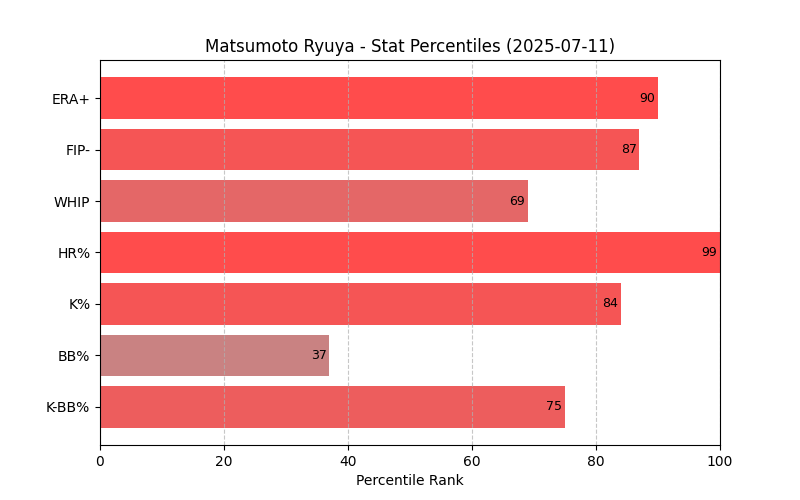 Matsumoto Ryuya - Stat Percentiles (2025-07-11)
ERA+ 90
FIP- 87
WHIP 69
HR% 99
K% 84
BB% 37
K-BB% 75
0 20 40 60 80 100
Percentile Rank